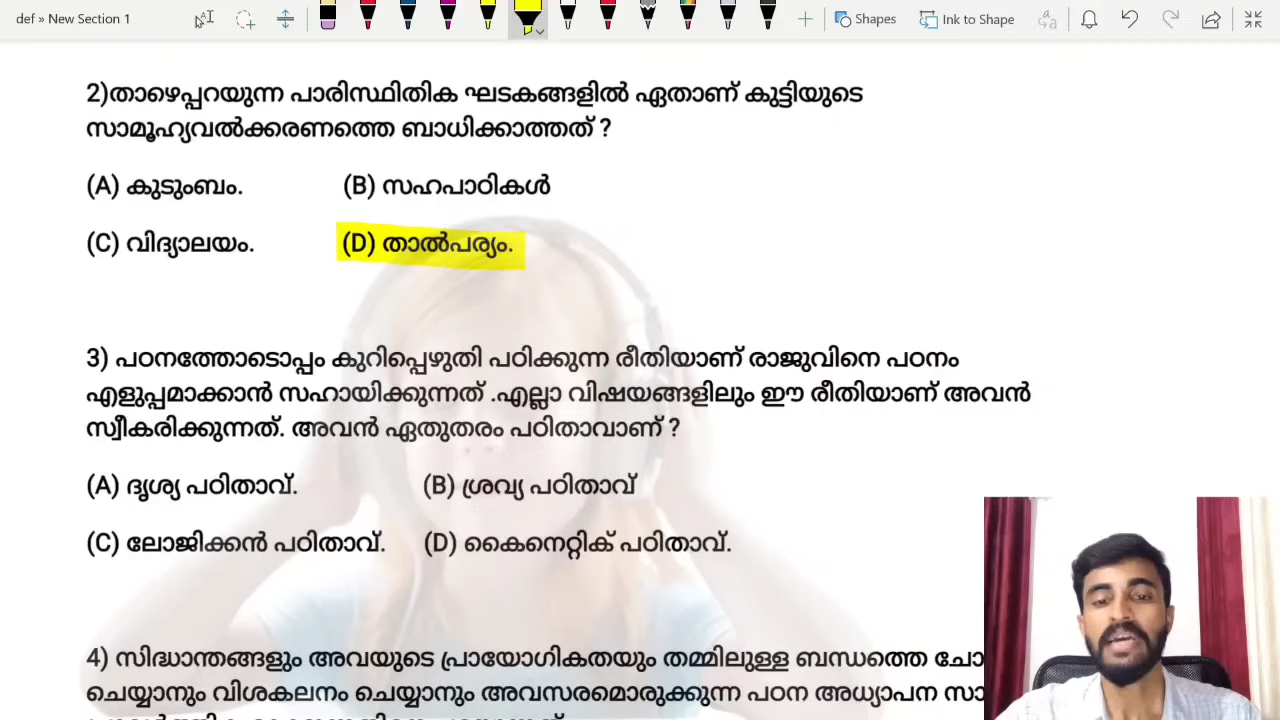 def » New Section 1
Shapes
Ink to Shape
2)താഴെപ്പറയുന്ന പാരിസ്ഥിതിക ഘടകങ്ങളിൽ ഏതാണ് കുട്ടിയുടെ
സാമൂഹ്യവൽക്കരണത്തെ ബാധിക്കാത്തത് ?
(A) കുടുംബം. (B) സഹപാഠികൾ
(C) വിദ്യാലയം. (D) താൽപര്യം.
3) പഠനത്തോടൊപ്പം കുറിപ്പെഴുതി പഠിക്കുന്ന രീതിയാണ് രാജുവിനെ പഠനം
എളുപ്പമാക്കാൻ സഹായിക്കുന്നത് .എല്ലാ വിഷയങ്ങളിലും ഈ രീതിയാണ് അവൻ
സ്വീകരിക്കുന്നത്. അവൻ ഏതുതരം പഠിതാവാണ് ?
(A) ദൃശ്യ പഠിതാവ്. (B) ശ്രവ്യ പഠിതാവ്
(C) ലോജിക്കൻ പഠിതാവ്. (D) കൈനെറ്റിക് പഠിതാവ്.
4) സിദ്ധാന്തങ്ങളും അവയുടെ പ്രായോഗികതയും തമ്മിലുള്ള ബന്ധത്തെ ചോ
ചെയ്യാനും വിശകലനം ചെയ്യാനും അവസരമൊരുക്കുന്ന പഠന അധ്യാപന സാ